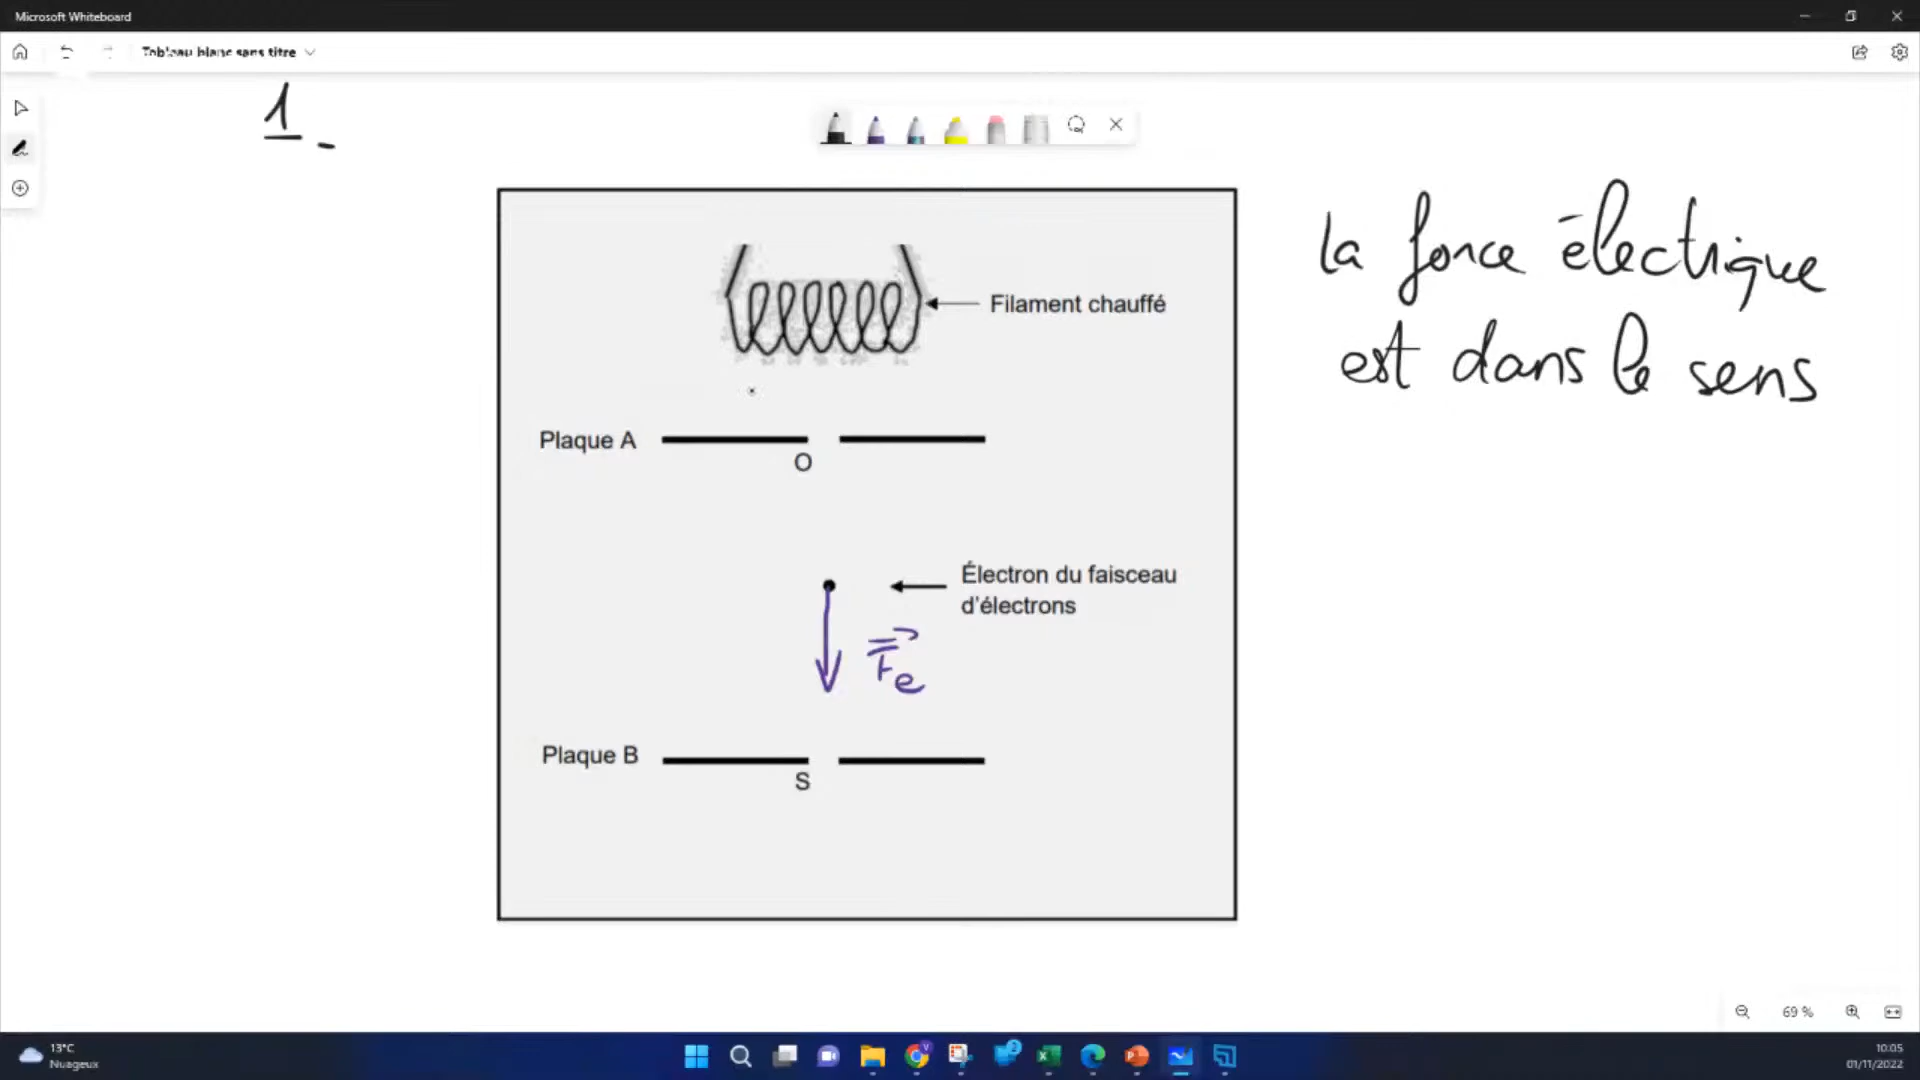 Microsoft Whiteboard
Tableau blanc sans titre
1.
la force électrique
est dans le sens
Filament chauffé
Plaque A
O
Électron du faisceau
d'électrons
Fe
Plaque B
S
69 %
13°C
Nuageux
V
2
10:05
01/11/2022